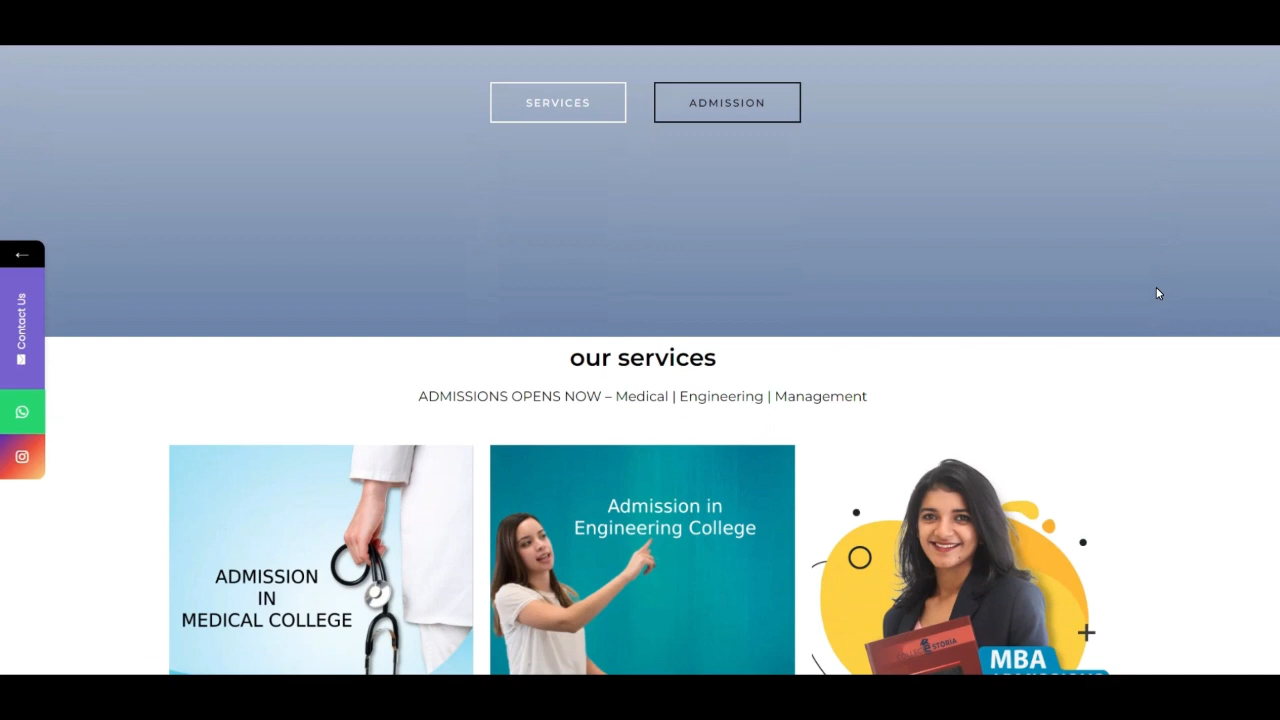 SERVICES
ADMISSION
Contact Us
our services
ADMISSIONS OPENS NOW – Medical | Engineering | Management
ADMISSION
IN
MEDICAL COLLEGE
Admission in
Engineering College
STORIA
MBA